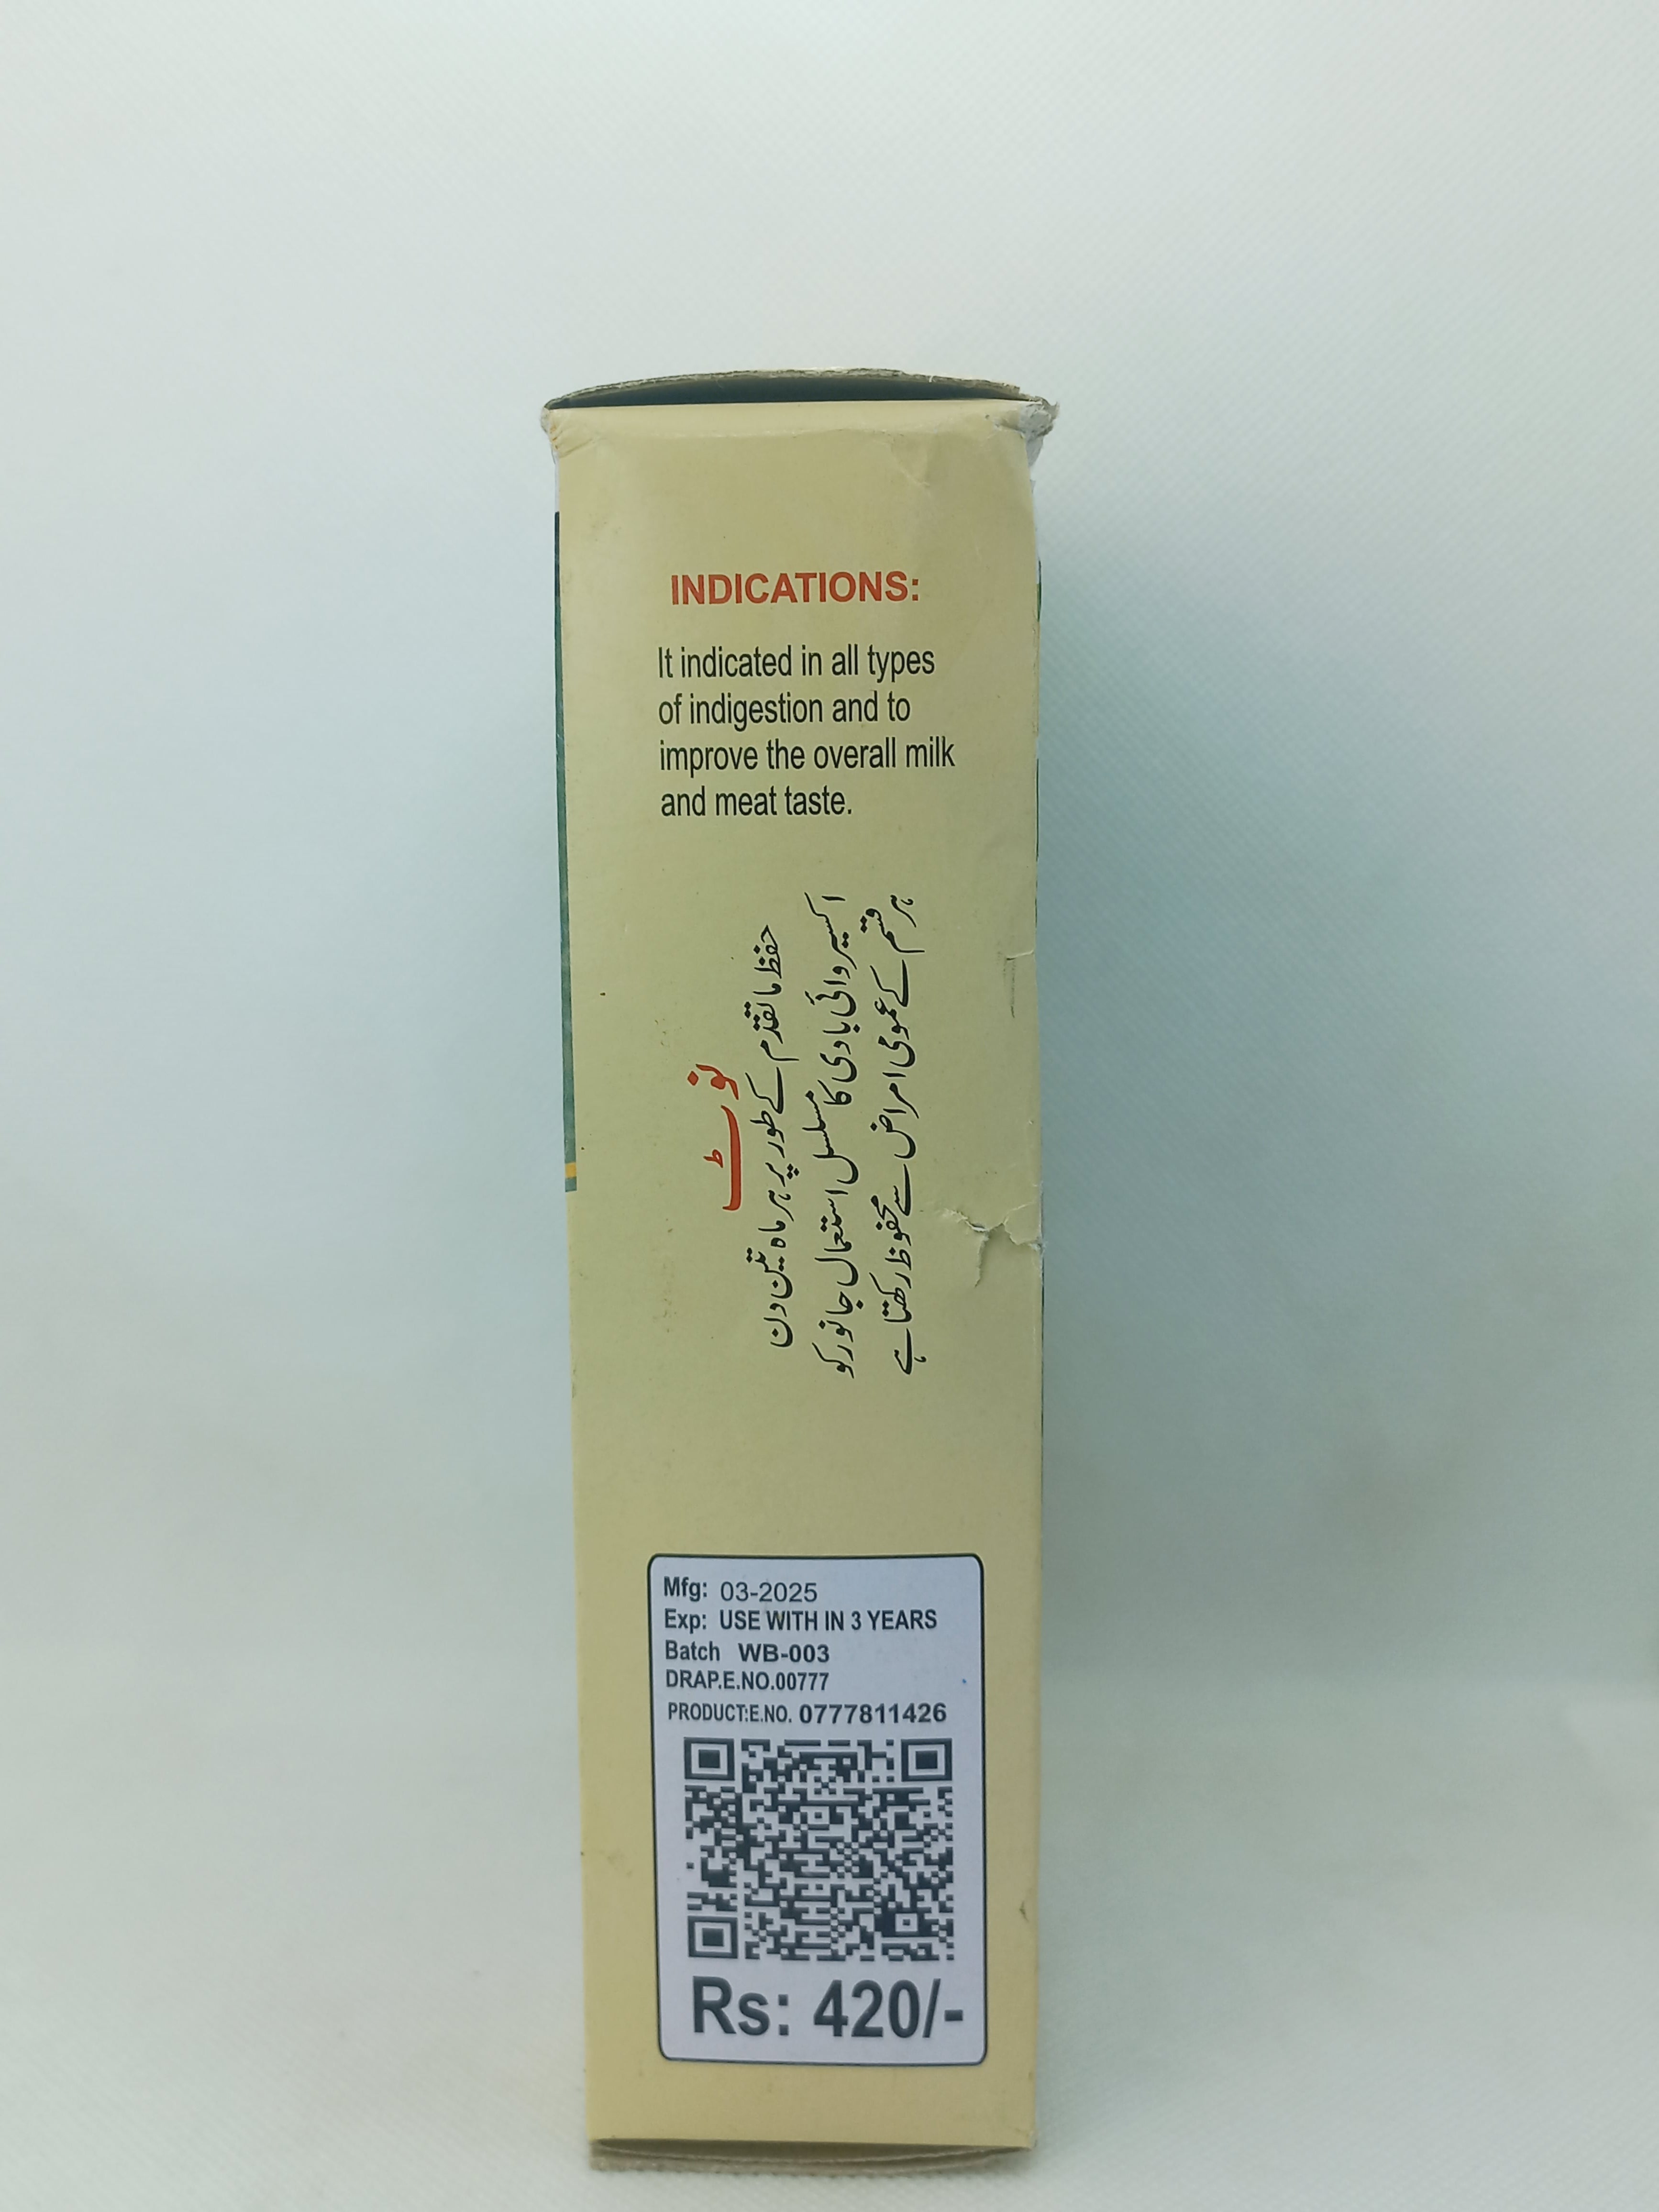 INDICATIONS:
It indicated in all types
of indigestion and to
improve the overall milk
and meat taste.
نوٹ
حفظ ماتقدم کے طور پر ہر ماہ تین دن
اکسیر وائی بادی کا مسلسل استعمال جانور کو
ہر قسم کے عمومی امراض سے محفوظ رکھتا ہے
Mfg: 03-2025
Exp: USE WITH IN 3 YEARS
Batch WB-003
DRAP.E.NO.00777
PRODUCT:E.NO. 0777811426
Rs: 420/-